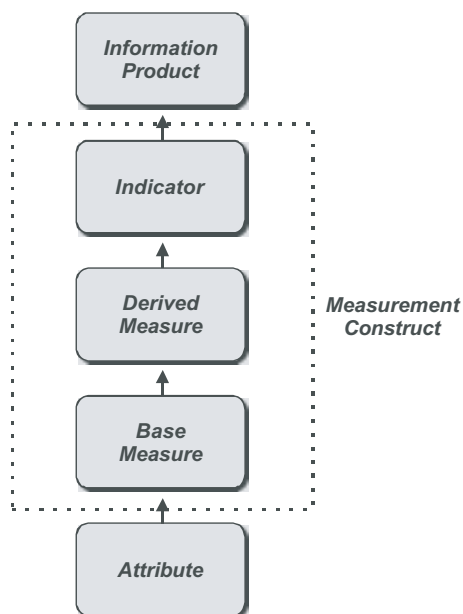 Information
Product
Indicator
Derived
Measure
Measurement
Construct
Base
Measure
Attribute